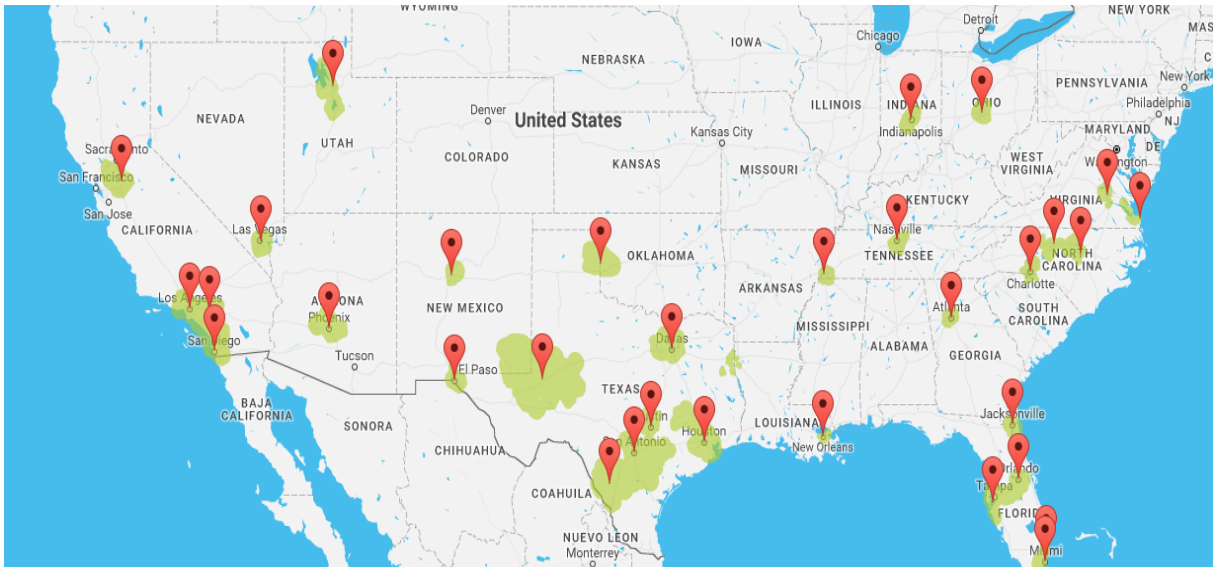 WYOMING
Detroit
NEW YORK
MAS
Chicago
IOWA
NEBRASKA
PENNSYLVANIA
New York
ILLINOIS
INDIANA
OHIO
Philadelphia
NJ
NEVADA
Denver
United States
Indianapolis
MARYLAND
DE
Kansas City
UTAH
Sacramento
COLORADO
KANSAS
MISSOURI
WEST
VIRGINIA
Washington
San Francisco
San Jose
KENTUCKY
VIRGINIA
CALIFORNIA
Las Vegas
Nashville
OKLAHOMA
TENNESSEE
NORTH
CAROLINA
Charlotte
ARKANSAS
Los Angeles
ARIZONA
Phoenix
NEW MEXICO
Atlanta
SOUTH
CAROLINA
MISSISSIPPI
San Diego
Dallas
ALABAMA
GEORGIA
Tucson
El Paso
TEXAS
BAJA
CALIFORNIA
SONORA
Austin
Jacksonville
LOUISIANA
Houston
San Antonio
New Orleans
CHIHUAHUA
Orlando
Tampa
COAHUILA
FLORIDA
NUEVO LEON
Monterrey
Miami